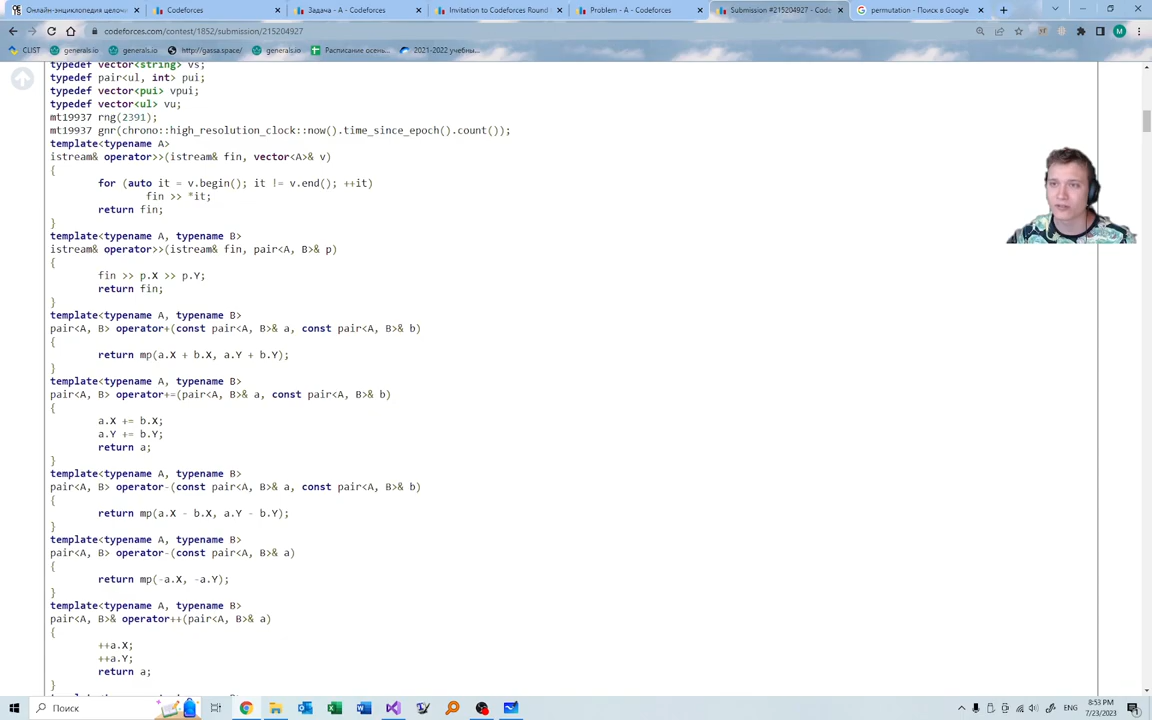 Онлайн-энциклопедия целочи
Codeforces
Задача - A - Codeforces
Invitation to Codeforces Round
Problem - A - Codeforces
Submission #215204927 - Code
permutation - Поиск в Google
codeforces.com/contest/1852/submission/215204927
CLIST
generals.io
generals.io
http://gassa.space/
generals.io
Расписание осень...
2021-2022 учебны...
typedef vector<string> vs;
typedef pair<ul, int> pui;
typedef vector<pui> vpui;
typedef vector<ul> vu;
mt19937 rng(2391);
mt19937 gnr(chrono::high_resolution_clock::now().time_since_epoch().count());
template<typename A>
istream& operator>>(istream& fin, vector<A>& v)
{
for (auto it = v.begin(); it != v.end(); ++it)
fin >> *it;
return fin;
}
template<typename A, typename B>
istream& operator>>(istream& fin, pair<A, B>& p)
{
fin >> p.X >> p.Y;
return fin;
}
template<typename A, typename B>
pair<A, B> operator+(const pair<A, B>& a, const pair<A, B>& b)
{
return mp(a.X + b.X, a.Y + b.Y);
}
template<typename A, typename B>
pair<A, B> operator+=(pair<A, B>& a, const pair<A, B>& b)
{
a.X += b.X;
a.Y += b.Y;
return a;
}
template<typename A, typename B>
pair<A, B> operator-(const pair<A, B>& a, const pair<A, B>& b)
{
return mp(a.X - b.X, a.Y - b.Y);
}
template<typename A, typename B>
pair<A, B> operator-(const pair<A, B>& a)
{
return mp(-a.X, -a.Y);
}
template<typename A, typename B>
pair<A, B>& operator++(pair<A, B>& a)
{
++a.X;
++a.Y;
return a;
}
Поиск
ENG
8:53 PM
7/23/2023